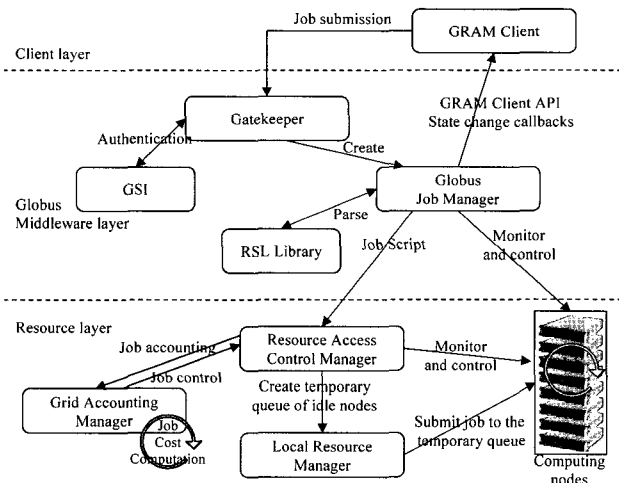 Job submission
GRAM Client
Client layer
Gatekeeper
GRAM Client API
State change callbacks
Authentication
Create
GSI
Globus
Job Manager
Globus
Middleware layer
Parse
RSL Library
Job Script
Monitor
and control
Resource layer
Job accounting
Job control
Resource Access
Control Manager
Monitor
and control
Create temporary
queue of idle nodes
Grid Accounting
Manager
Job
Cost
Computation
Submit job to the
temporary queue
Local Resource
Manager
Computing
nodes